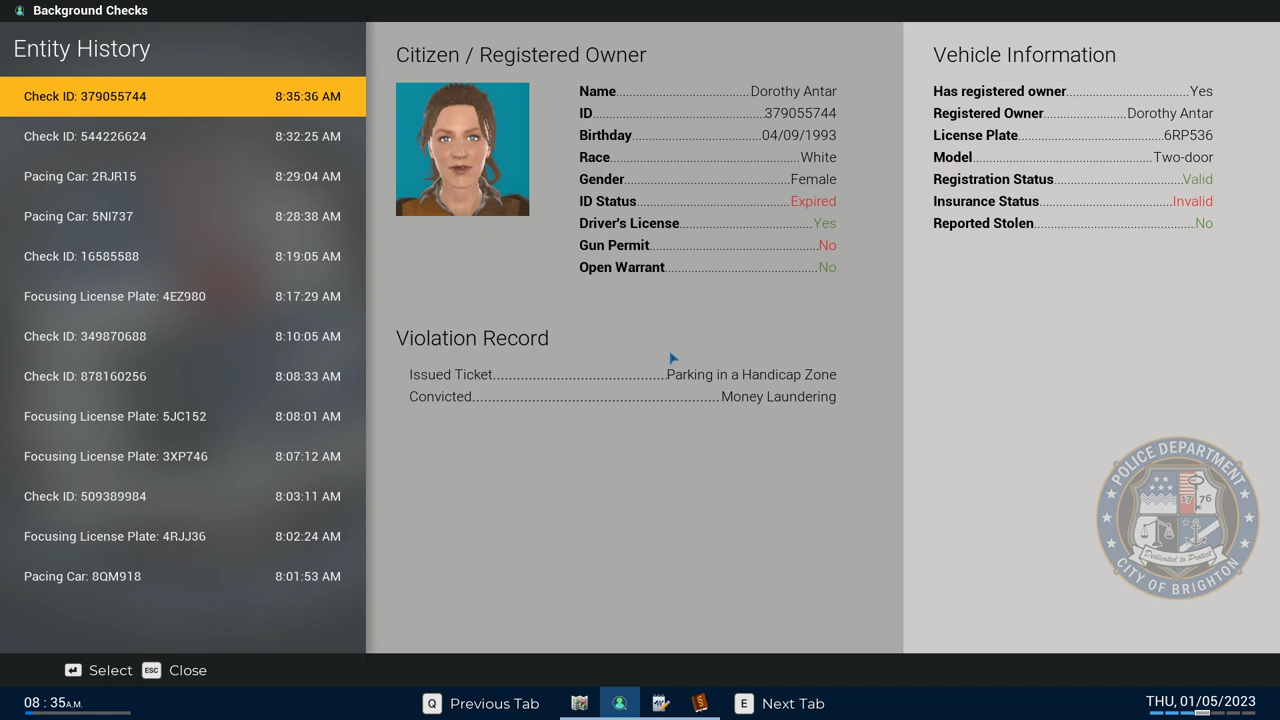 Background Checks
Entity History
Check ID: 379055744 8:35:36 AM
Check ID: 544226624 8:32:25 AM
Pacing Car: 2RJR15 8:29:04 AM
Pacing Car: 5NI737 8:28:38 AM
Check ID: 16585588 8:19:05 AM
Focusing License Plate: 4EZ980 8:17:29 AM
Check ID: 349870688 8:10:05 AM
Check ID: 878160256 8:08:33 AM
Focusing License Plate: 5JC152 8:08:01 AM
Focusing License Plate: 3XP746 8:07:12 AM
Check ID: 509389984 8:03:11 AM
Focusing License Plate: 4RJJ36 8:02:24 AM
Pacing Car: 8QM918 8:01:53 AM
Citizen / Registered Owner
Name Dorothy Antar
ID 379055744
Birthday 04/09/1993
Race White
Gender Female
ID Status Expired
Driver's License Yes
Gun Permit No
Open Warrant No
Violation Record
Issued Ticket Parking in a Handicap Zone
Convicted Money Laundering
Vehicle Information
Has registered owner Yes
Registered Owner Dorothy Antar
License Plate 6RP536
Model Two-door
Registration Status Valid
Insurance Status Invalid
Reported Stolen No
POLICE DEPARTMENT
17 76
Dedicated to Protect
CITY OF BRIGHTON
Select ESC Close
08 : 35 A.M. Q Previous Tab E Next Tab THU, 01/05/2023